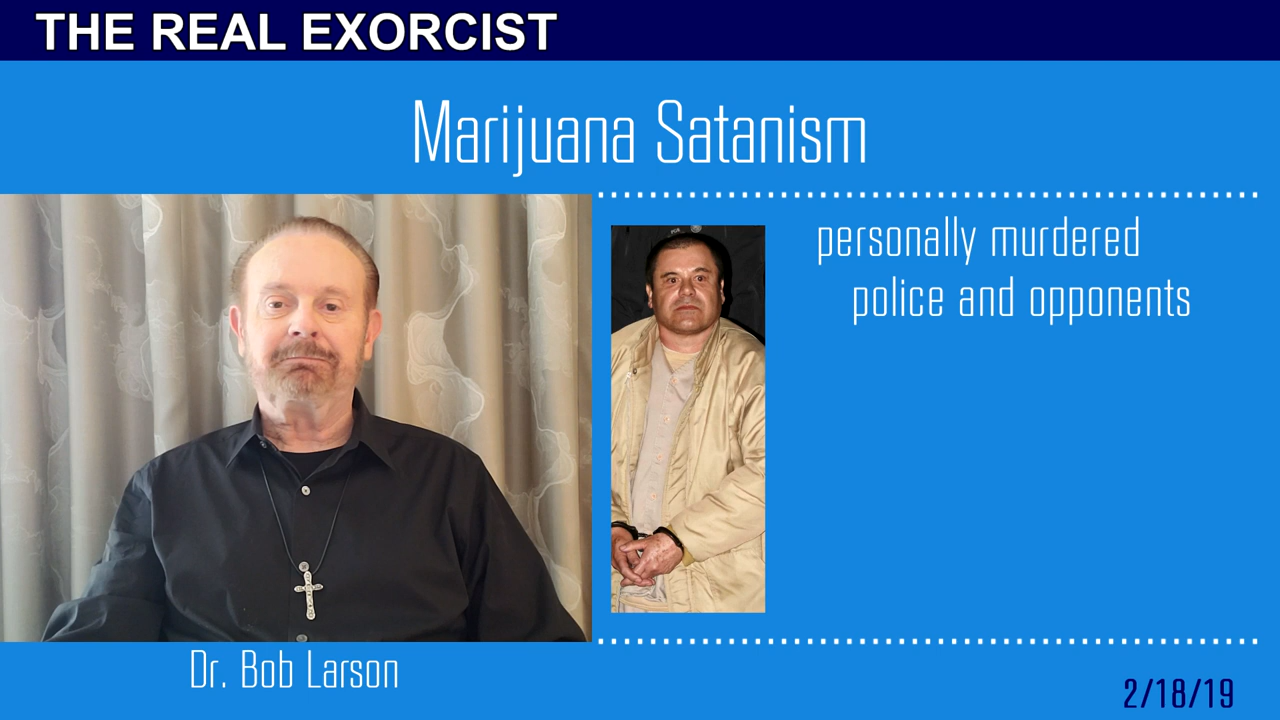 THE REAL EXORCIST
Marijuana Satanism
personally murdered
police and opponents
Dr. Bob Larson
2/18/19